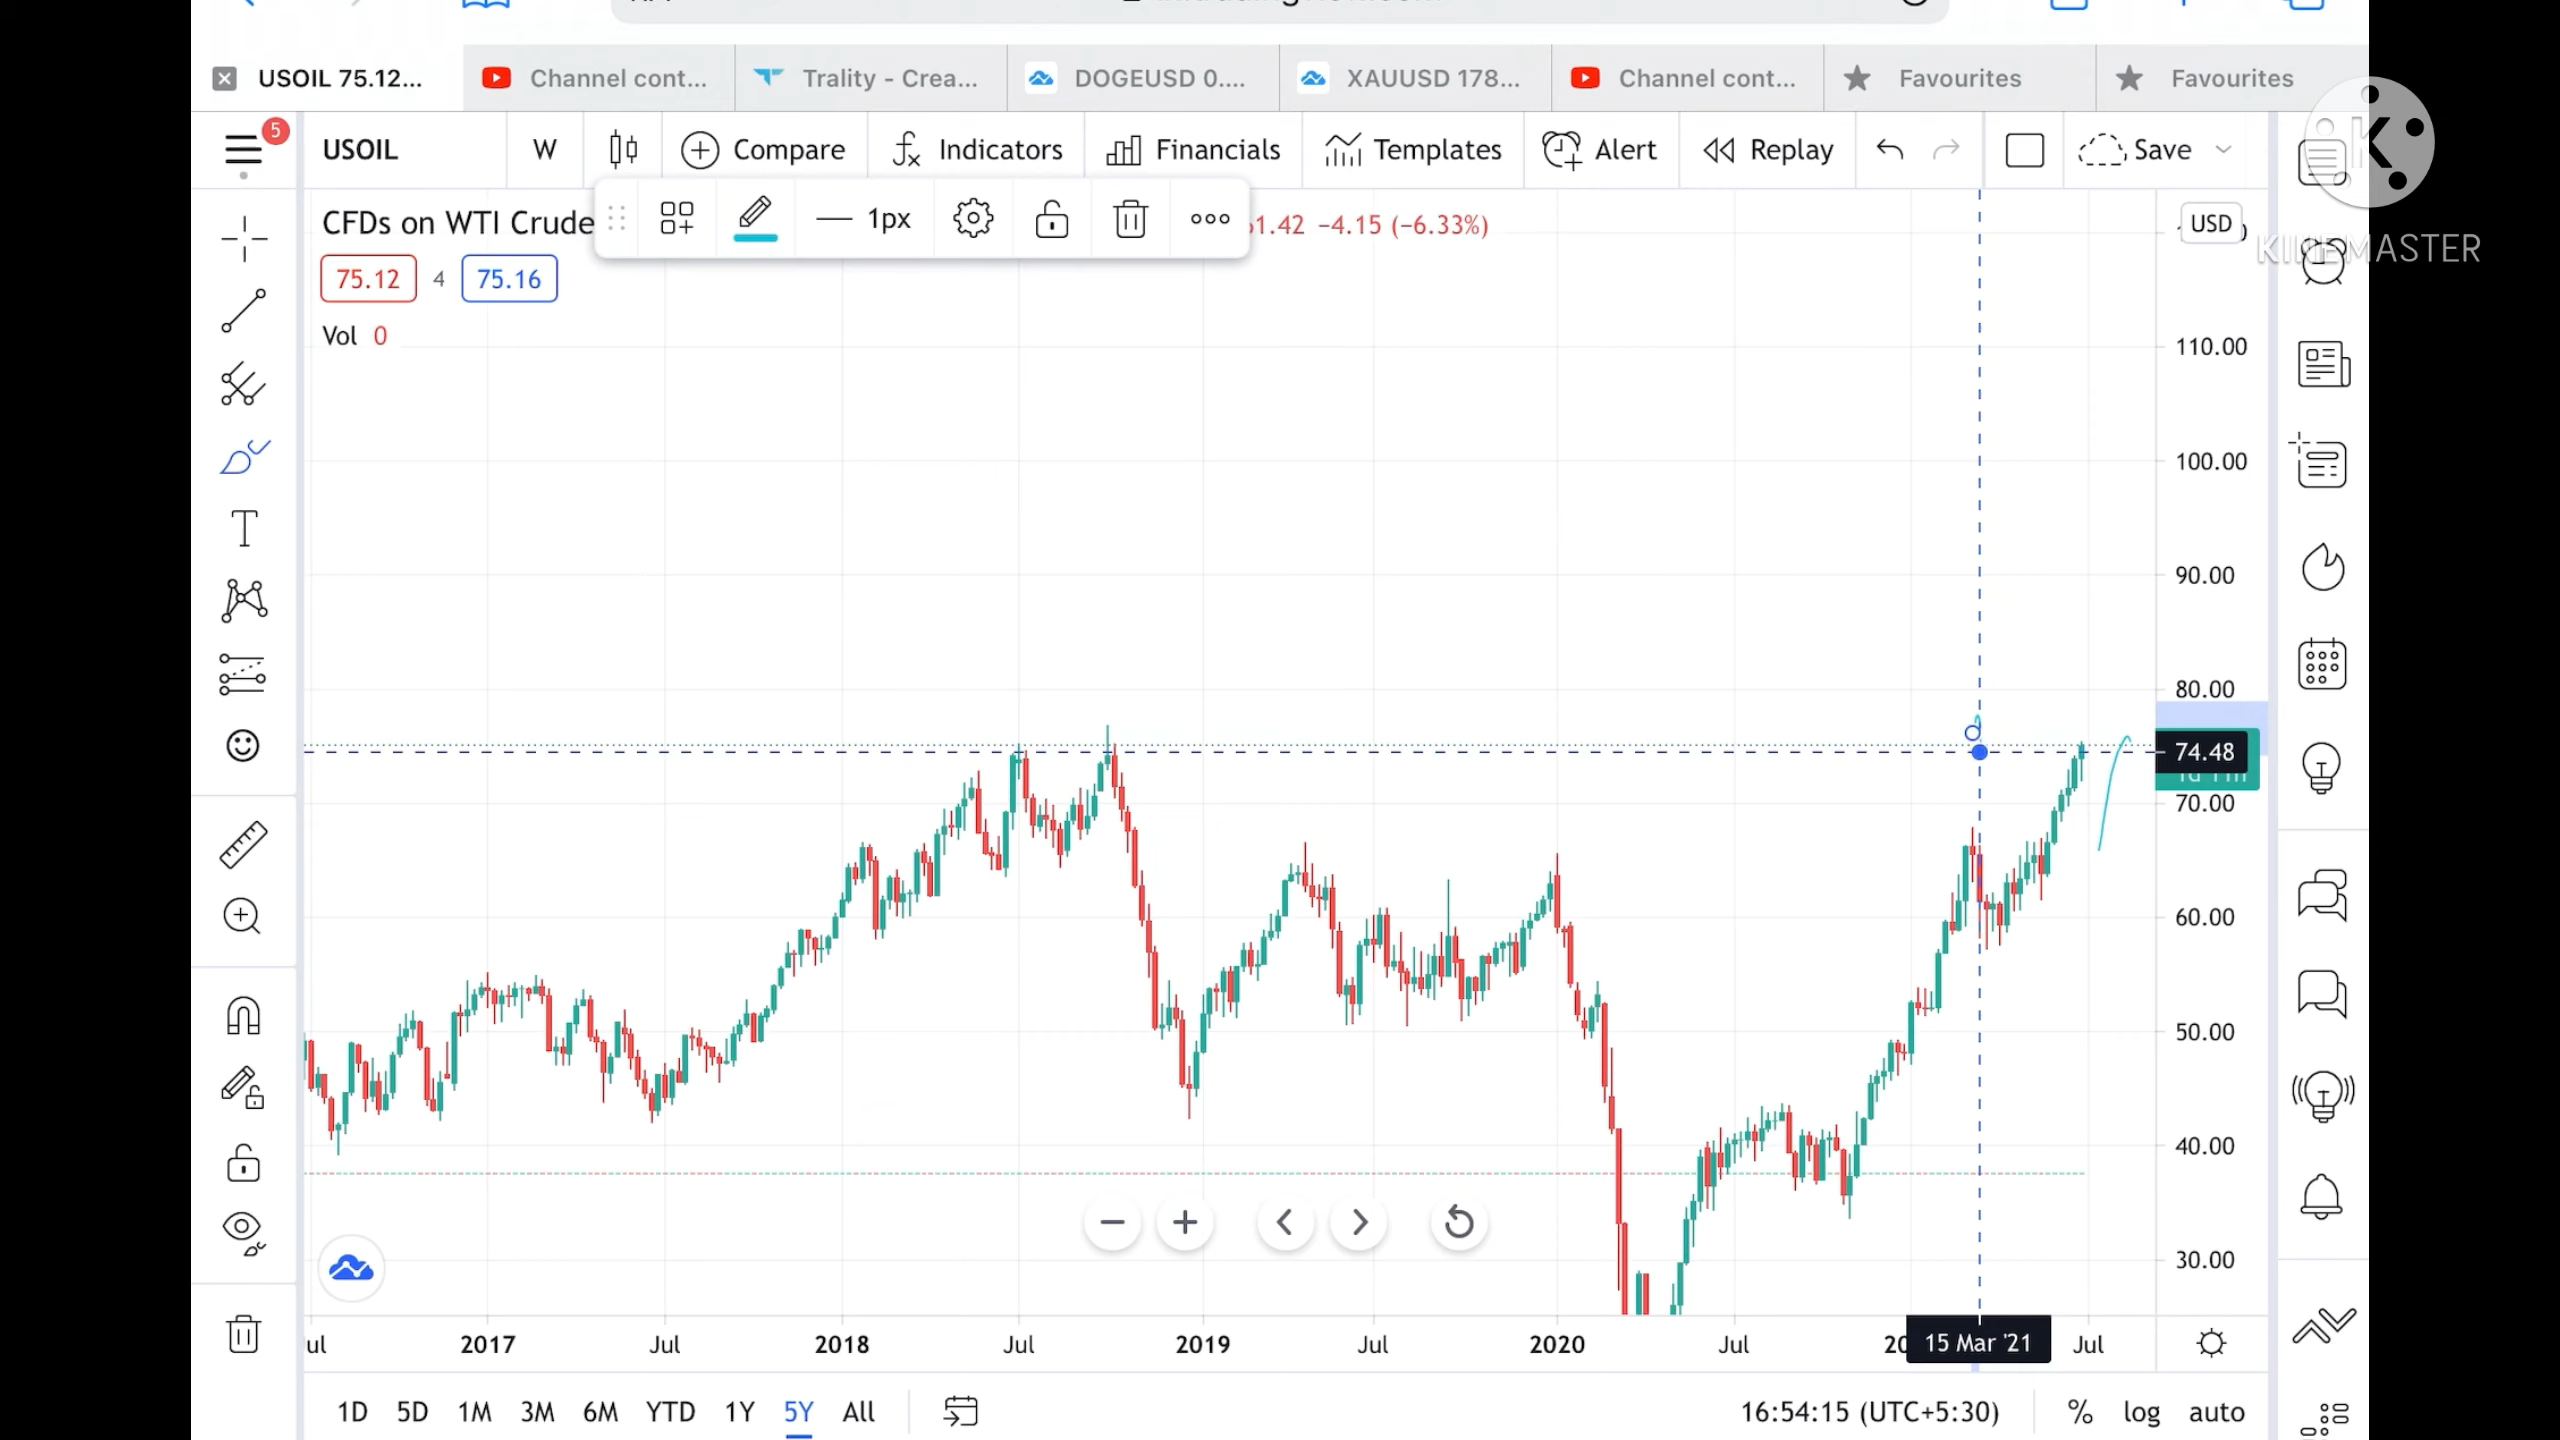 USOIL 75.12...
Channel cont...
Trality - Crea...
DOGEUSD 0....
XAUUSD 178...
Channel cont...
Favourites
Favourites
5
USOIL
W
Compare
Indicators
Financials
Templates
Alert
Replay
Save
K
KINEMASTER
CFDs on WTI Crude
1px
61.42 −4.15 (−6.33%)
USD
75.12
4
75.16
Vol 0
110.00
100.00
90.00
80.00
74.48
70.00
60.00
50.00
40.00
30.00
2017
Jul
2018
Jul
2019
Jul
2020
Jul
15 Mar '21
Jul
1D
5D
1M
3M
6M
YTD
1Y
5Y
All
16:54:15 (UTC+5:30)
%
log
auto